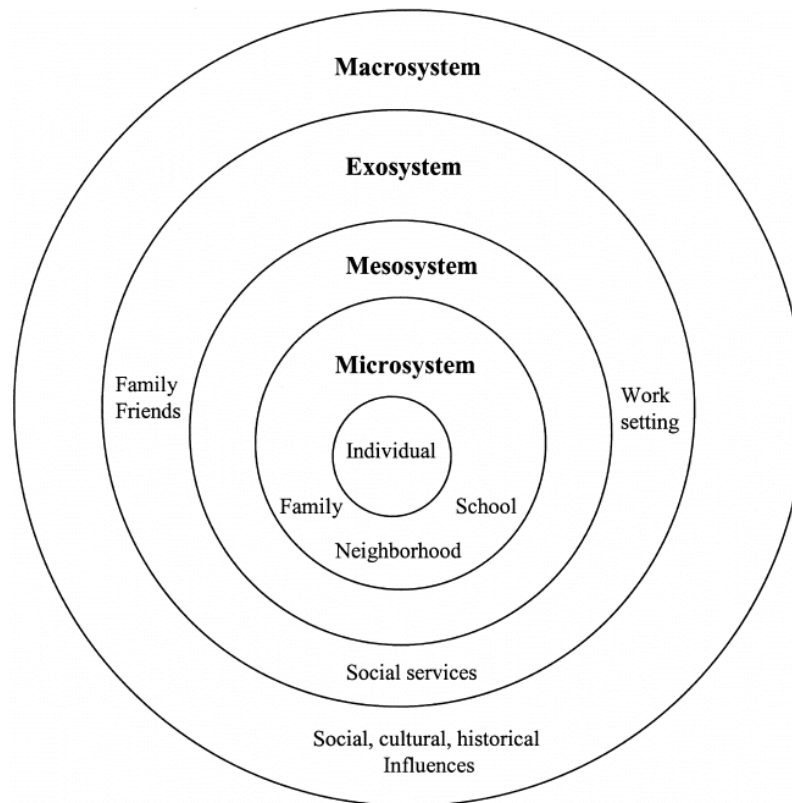 Macrosystem
Exosystem
Mesosystem
Microsystem
Family
Friends
Work
setting
Individual
Family
School
Neighborhood
Social services
Social, cultural, historical
Influences